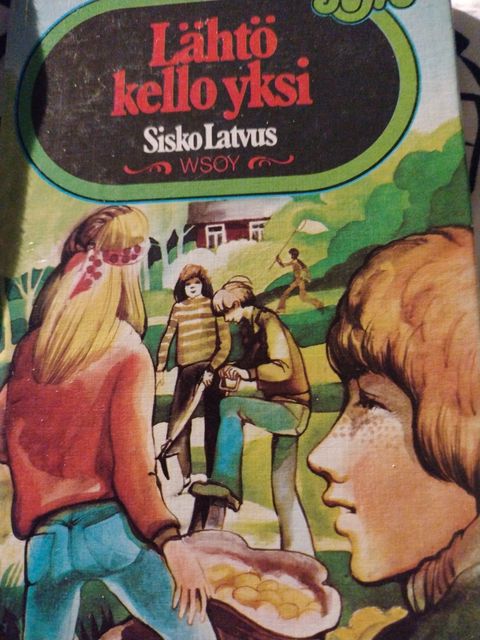 Lähtö
kello yksi
Sisko Latvus
WSOY